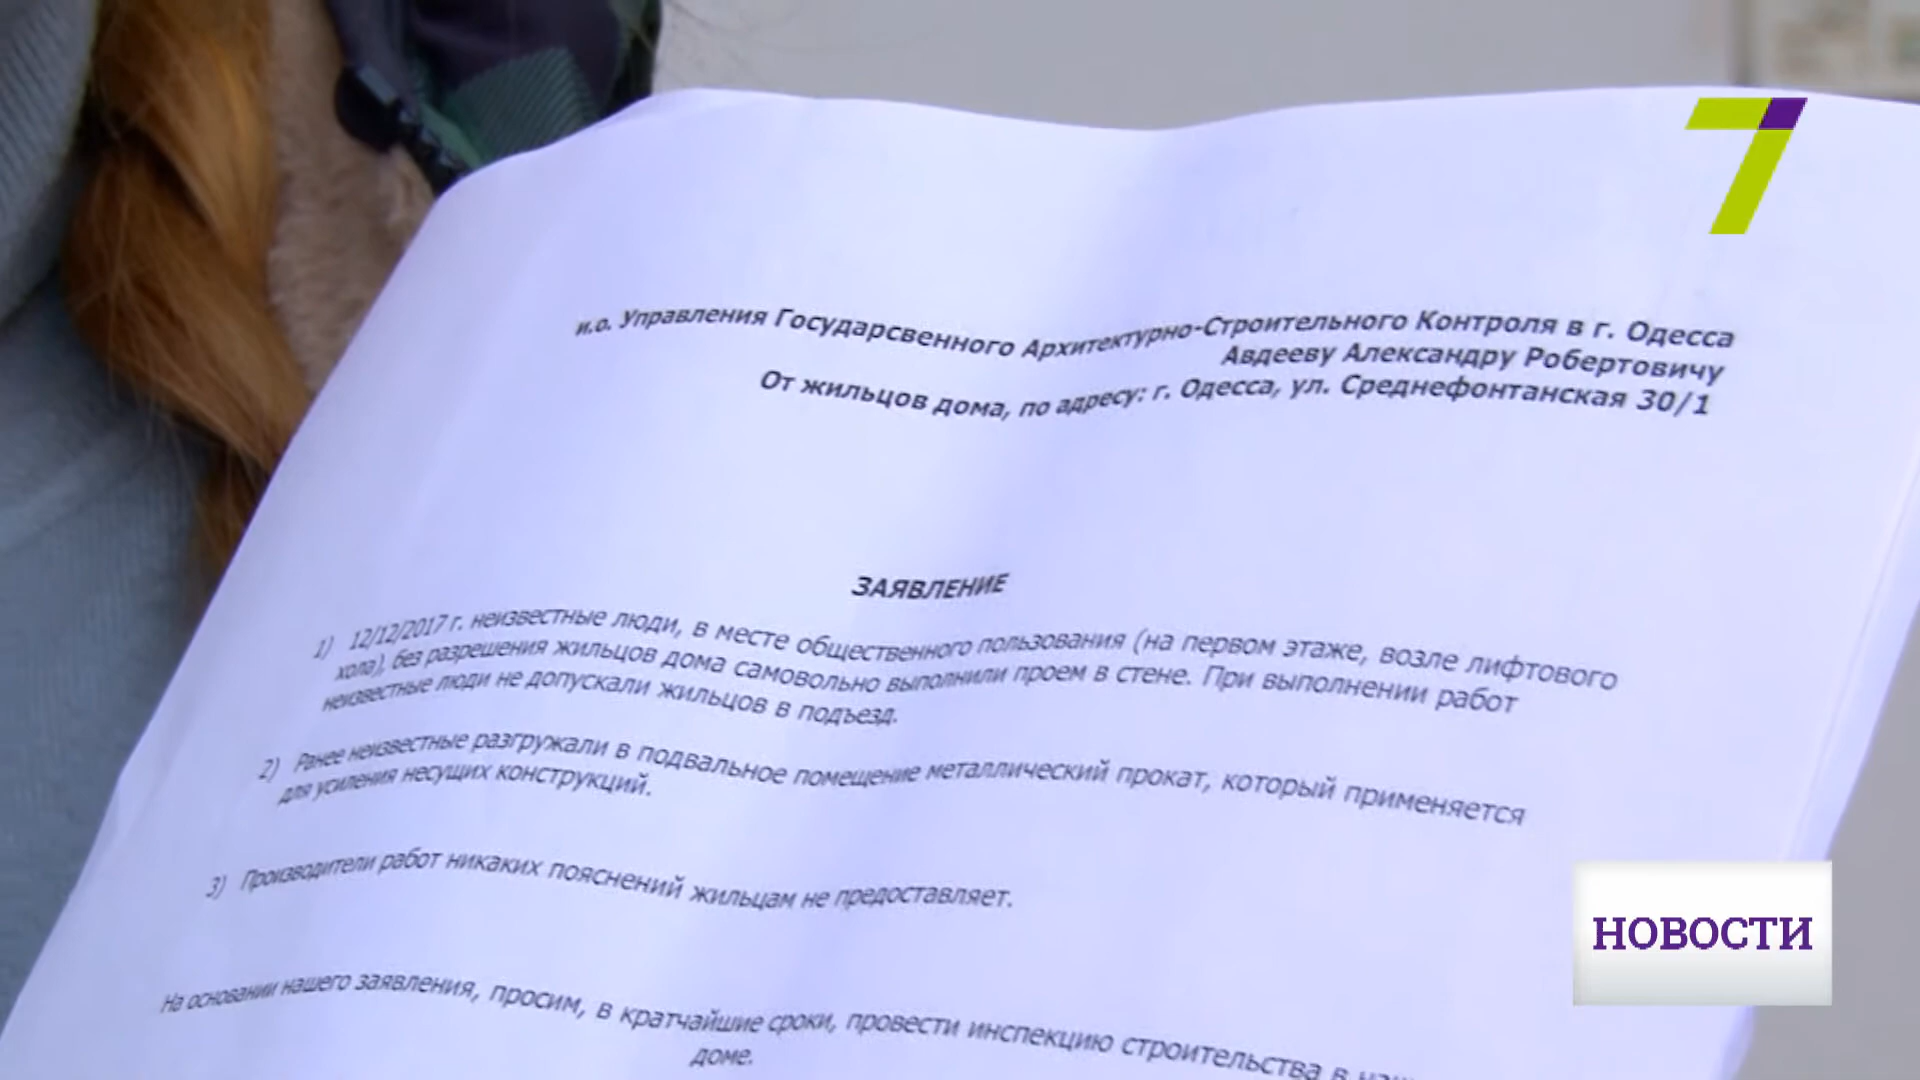 7
и.о. Управления Государсвенного Архитектурно-Строительного Контроля в г. Одесса
Авдееву Александру Робертовичу
От жильцов дома, по адресу: г. Одесса, ул. Среднефонтанская 30/1
ЗАЯВЛЕНИЕ
1) 12/12/2017 г. неизвестные люди, в месте общественного пользования (на первом этаже, возле лифтового
хола), без разрешения жильцов дома самовольно выполнили проем в стене. При выполнении работ
неизвестные люди не допускали жильцов в подъезд.
2) Ранее неизвестные разгружали в подвальное помещение металлический прокат, который применяется
для усиления несущих конструкций.
3) Производители работ никаких пояснений жильцам не предоставляет.
НОВОСТИ
На основании нашего заявления, просим, в кратчайшие сроки, провести инспекцию строительства в
доме.